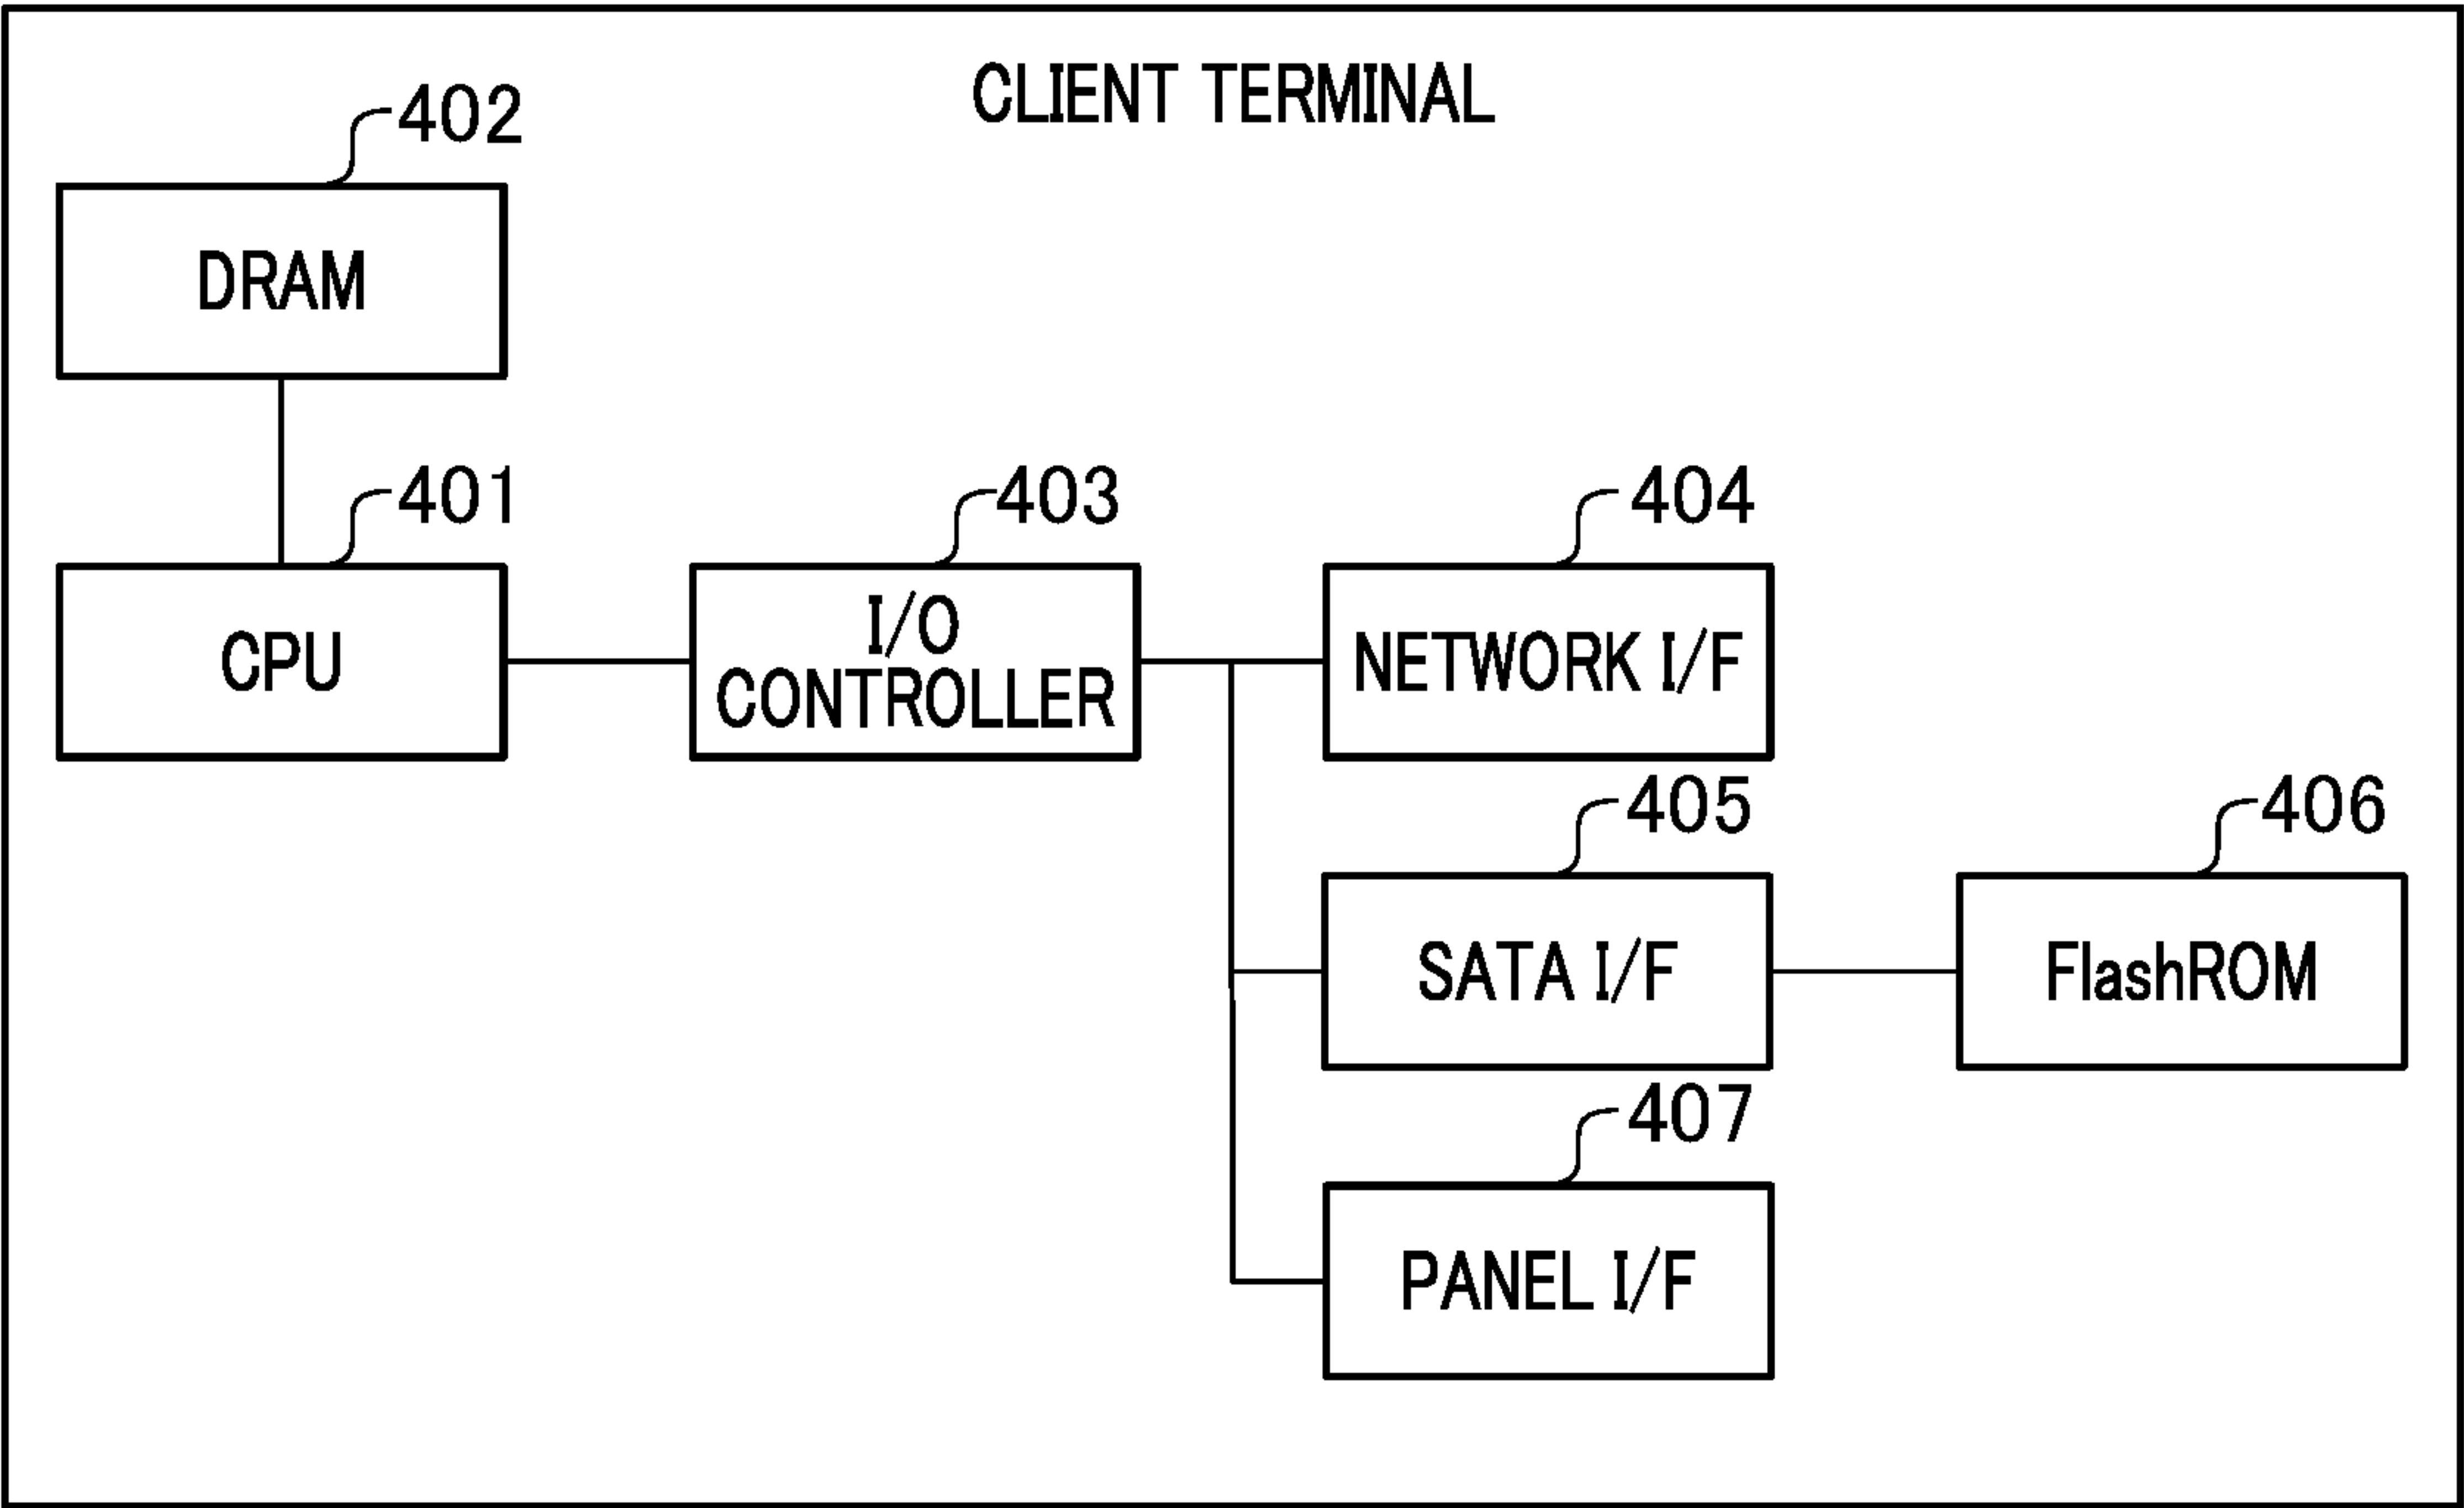 CLIENT TERMINAL
402
DRAM
401
CPU
403
I/O
CONTROLLER
404
NETWORK I/F
405
SATA I/F
406
FlashROM
407
PANEL I/F